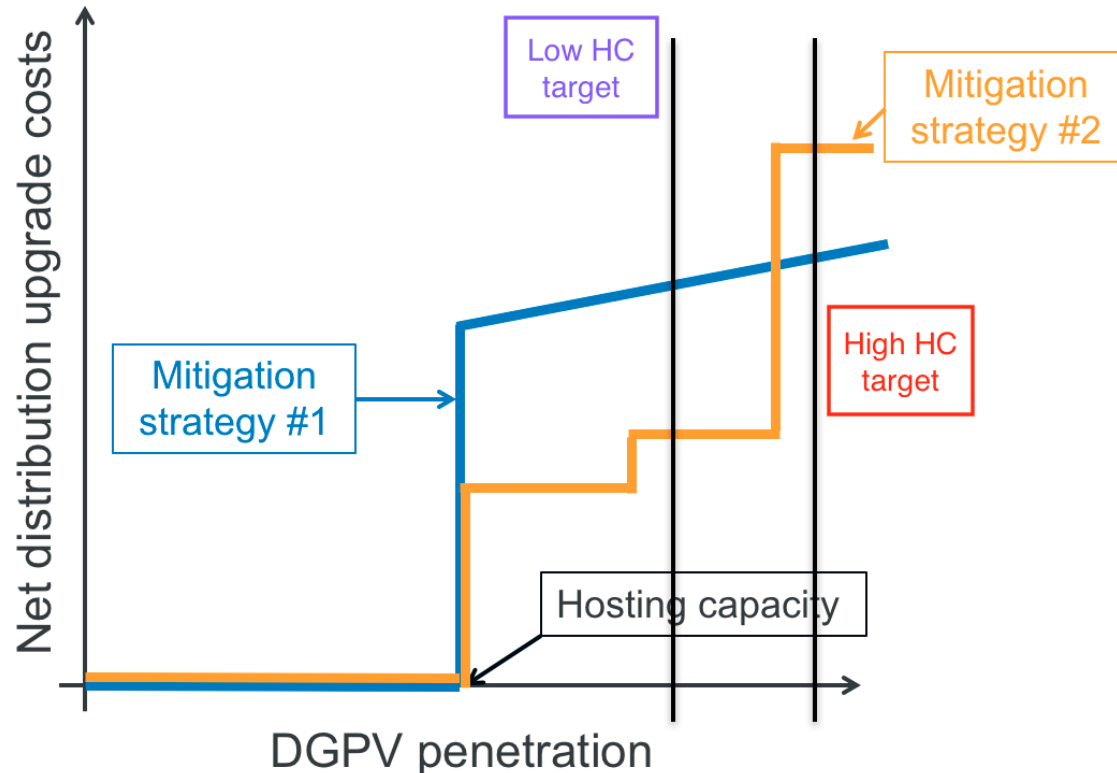 Net distribution upgrade costs
Low HC
target
Mitigation
strategy #2
Mitigation
strategy #1
High HC
target
Hosting capacity
DGPV penetration